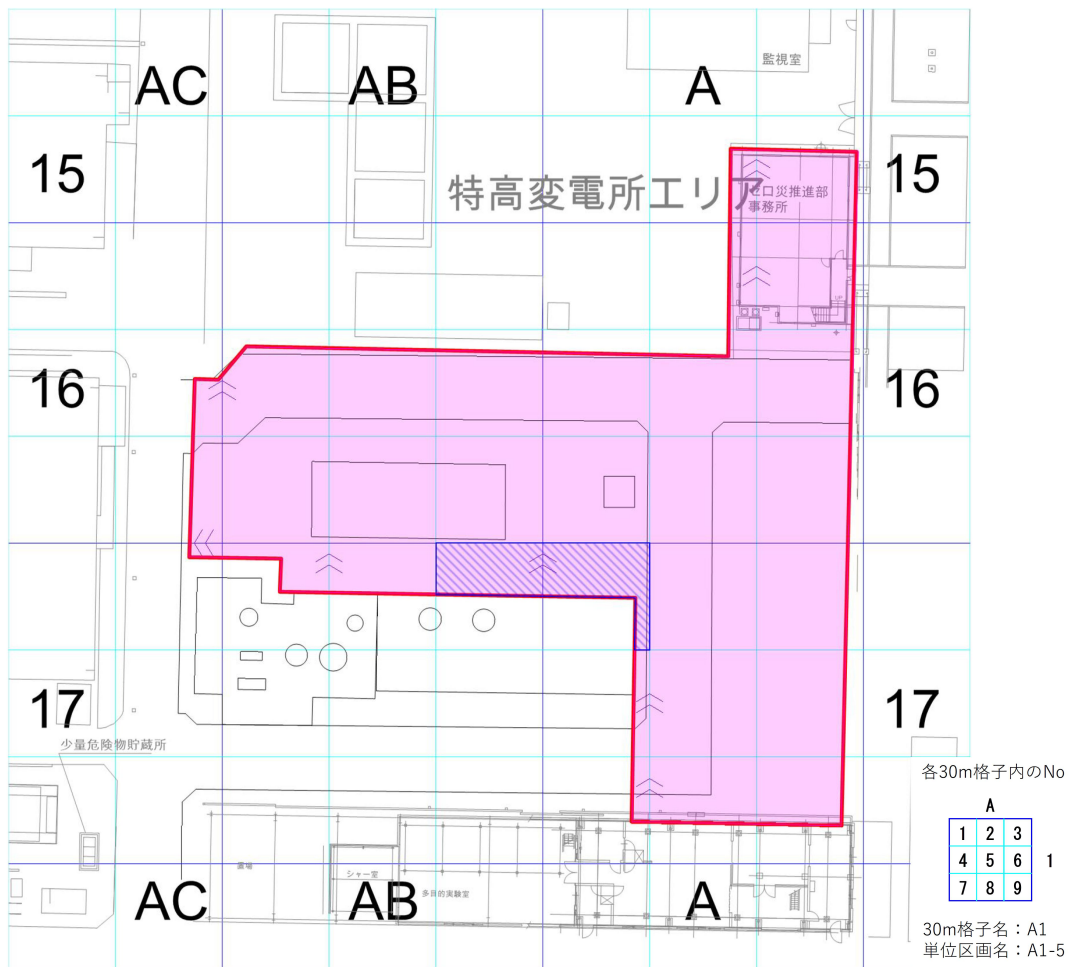 監視室
AC AB A
15 15
特高変電所エリア
ゼロ災推進部
事務所
UP
16 16
17 17
少量危険物貯蔵所
シャー室
多目的実験室
AC AB A
各30m格子内のNo
A
1 2 3
4 5 6 1
7 8 9
30m格子名：A1
単位区画名：A1-5